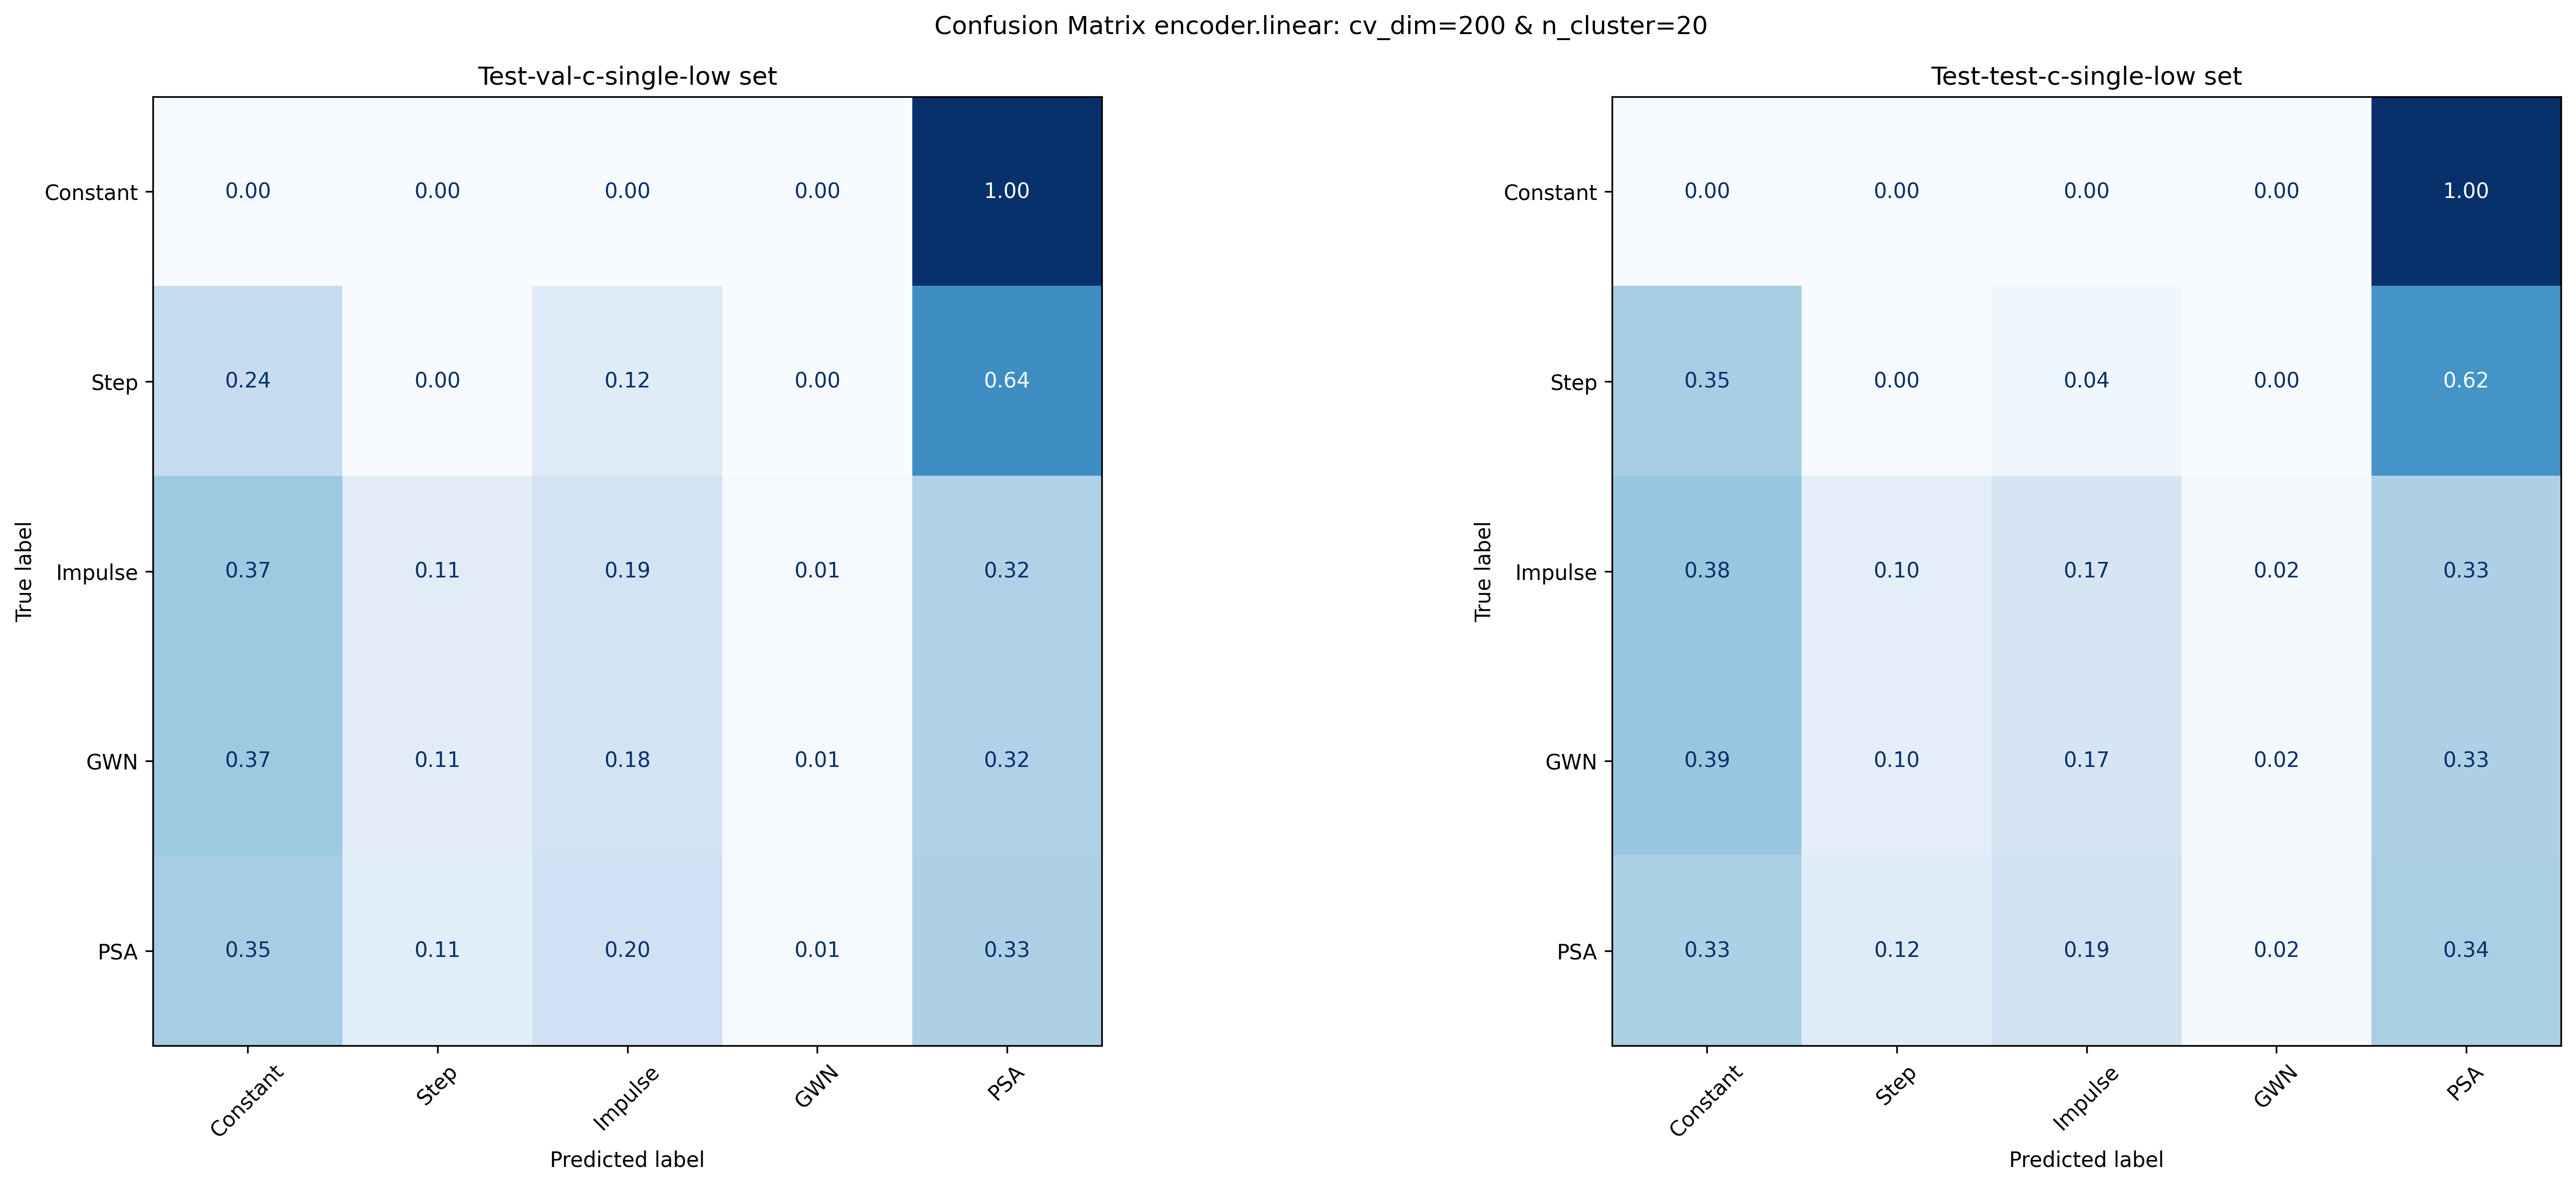 Confusion Matrix encoder.linear: cv_dim=200 & n_cluster=20
Test-val-c-single-low set
True label
Constant 0.00 0.00 0.00 0.00 1.00
Step 0.24 0.00 0.12 0.00 0.64
Impulse 0.37 0.11 0.19 0.01 0.32
GWN 0.37 0.11 0.18 0.01 0.32
PSA 0.35 0.11 0.20 0.01 0.33
Constant Step Impulse GWN PSA
Predicted label
Test-test-c-single-low set
True label
Constant 0.00 0.00 0.00 0.00 1.00
Step 0.35 0.00 0.04 0.00 0.62
Impulse 0.38 0.10 0.17 0.02 0.33
GWN 0.39 0.10 0.17 0.02 0.33
PSA 0.33 0.12 0.19 0.02 0.34
Constant Step Impulse GWN PSA
Predicted label